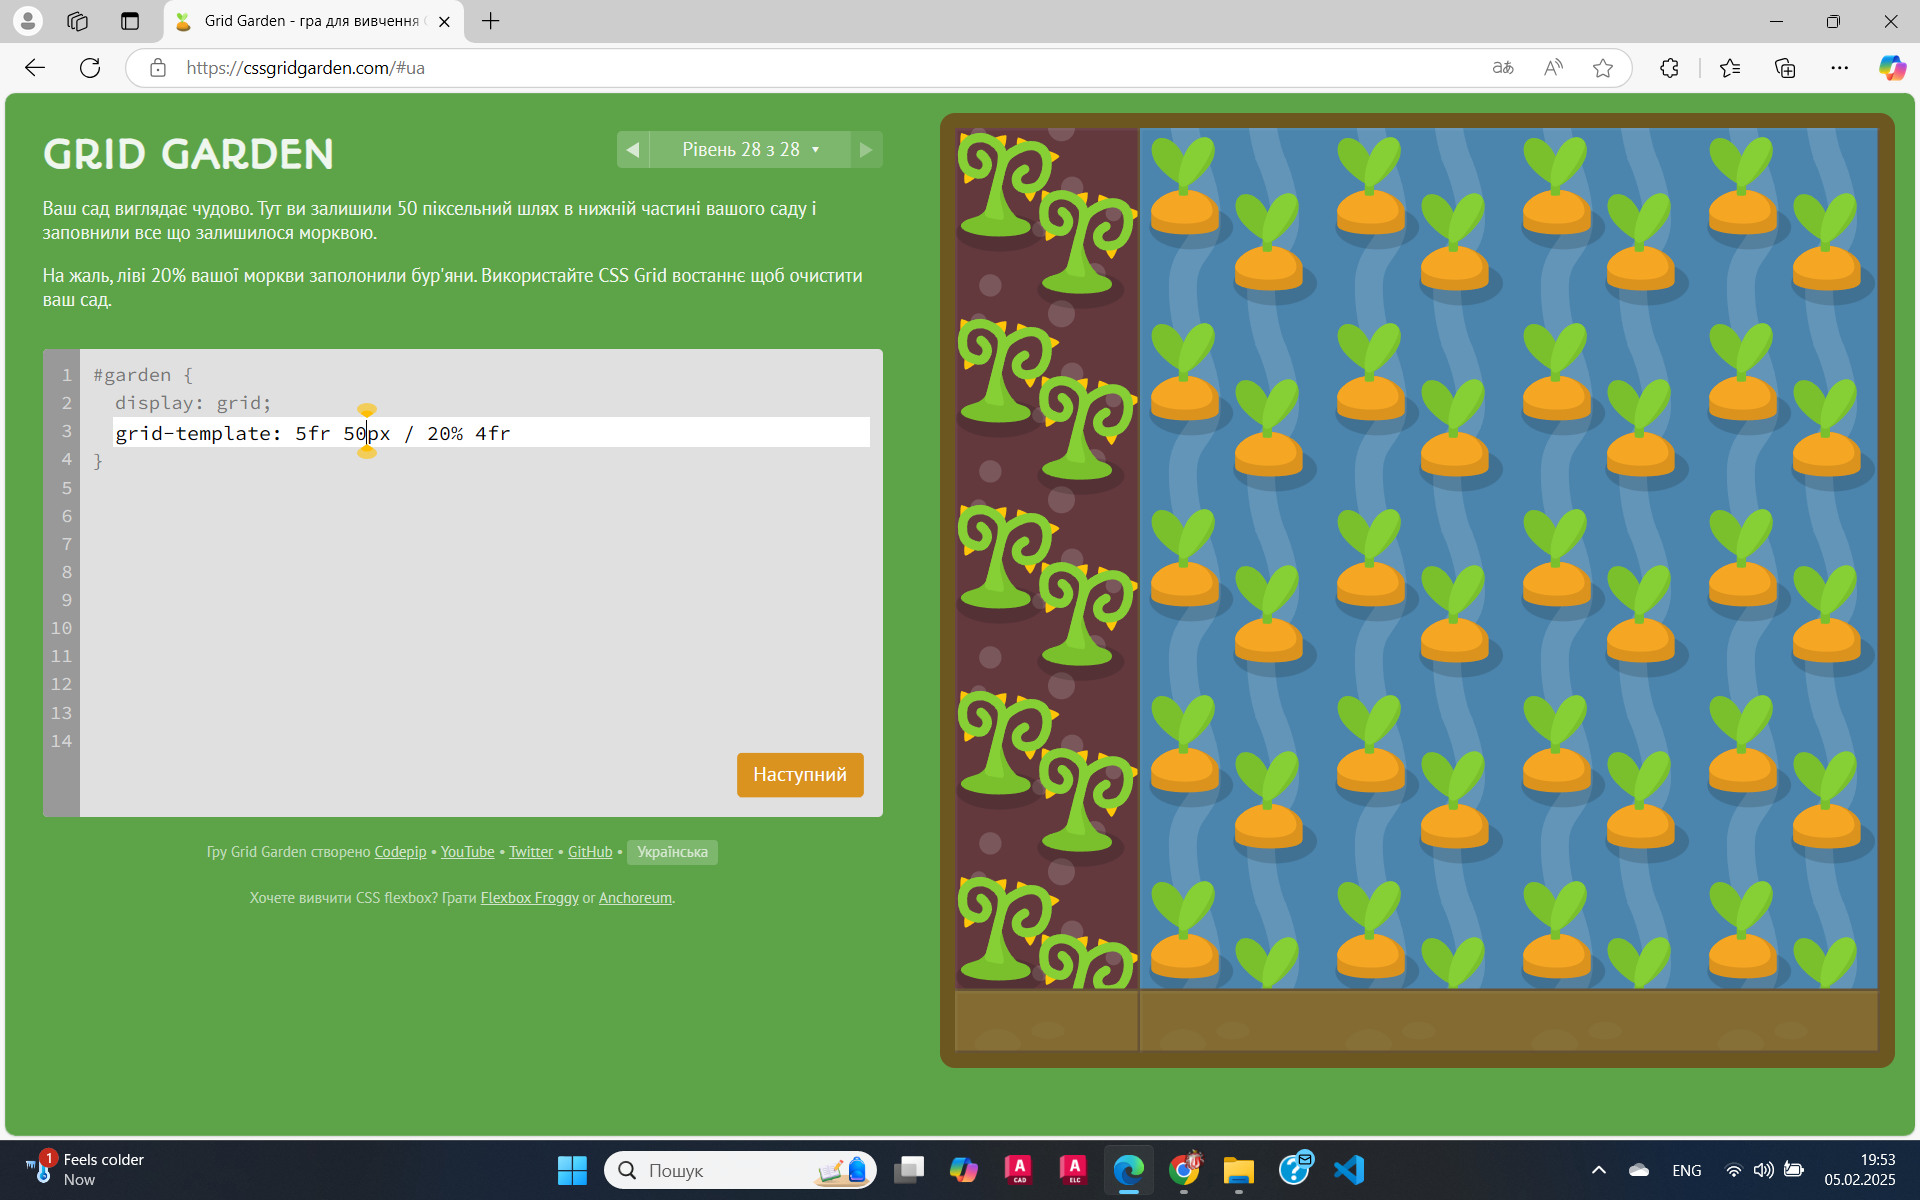 Grid Garden - гра для вивчення
https://cssgridgarden.com/#ua
GRID GARDEN
Рівень 28 з 28
Ваш сад виглядає чудово. Тут ви залишили 50 піксельний шлях в нижній частині вашого саду і
заповнили все що залишилося морквою.
На жаль, ліві 20% вашої моркви заполонили бур'яни. Використайте CSS Grid востаннє щоб очистити
ваш сад.
1 #garden {
2 display: grid;
3 grid-template: 5fr 50px / 20% 4fr
4 }
5
6
7
8
9
10
11
12
13
14
Наступний
Гру Grid Garden створено Codepip • YouTube • Twitter • GitHub • Українська
Хочете вивчити CSS flexbox? Грати Flexbox Froggy or Anchoreum.
1
Feels colder
Now
Пошук
A CAD
A ELC
ENG
19:53
05.02.2025